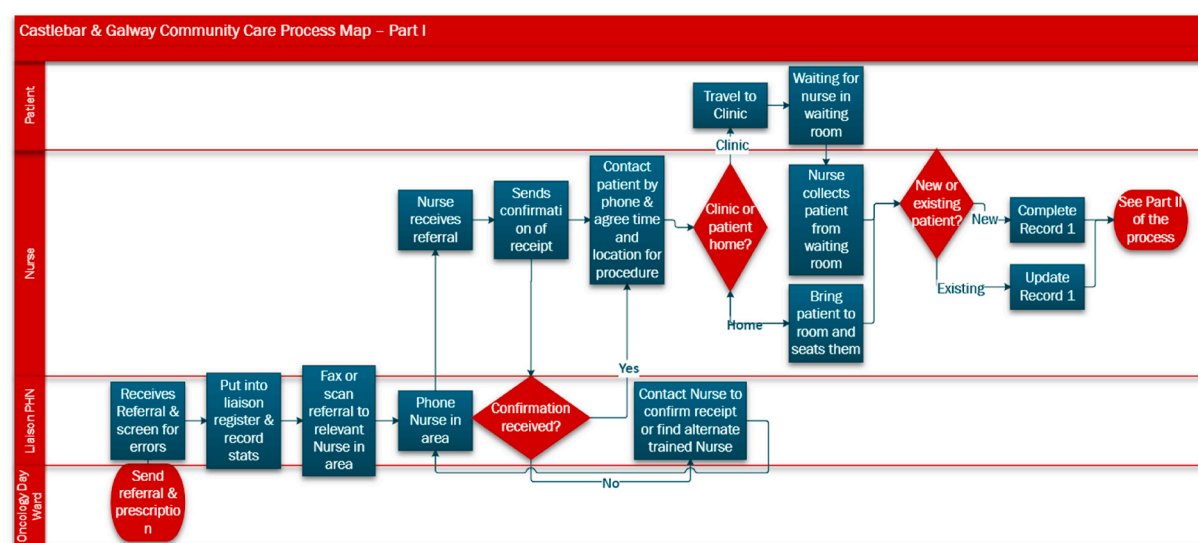 Castlebar & Galway Community Care Process Map – Part I
Patient
Travel to
Clinic
Waiting for
nurse in
waiting
room
Clinic
Nurse
Nurse
receives
referral
Sends
confirmati
on of
receipt
Contact
patient by
phone &
agree time
and
location for
procedure
Clinic or
patient
home?
Nurse
collects
patient
from
waiting
room
New or
existing
patient?
New
Complete
Record 1
See Part II
of the
process
Existing
Update
Record 1
Home
Bring
patient to
room and
seats them
Yes
Liaison PHN
Receives
Referral &
screen for
errors
Put into
liaison
register &
record
stats
Fax or
scan
referral to
relevant
Nurse in
area
Phone
Nurse in
area
Confirmation
received?
Contact Nurse to
confirm receipt
or find alternate
trained Nurse
No
Oncology Day
Ward
Send
referral &
prescriptio
n